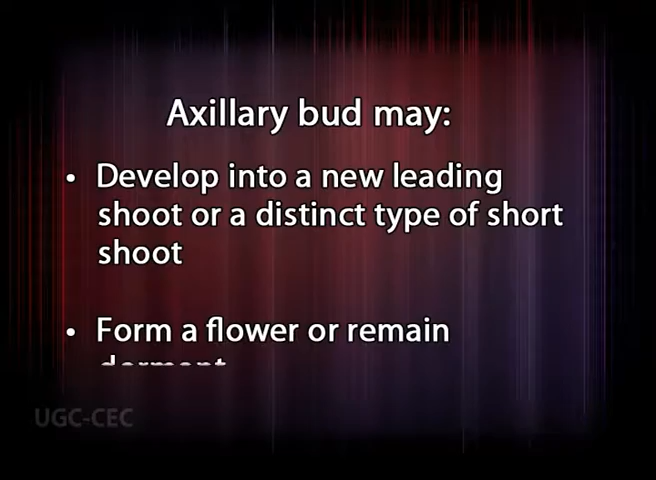 Axillary bud may:
• Develop into a new leading
shoot or a distinct type of short
shoot
• Form a flower or remain
dormant
UGC-CEC